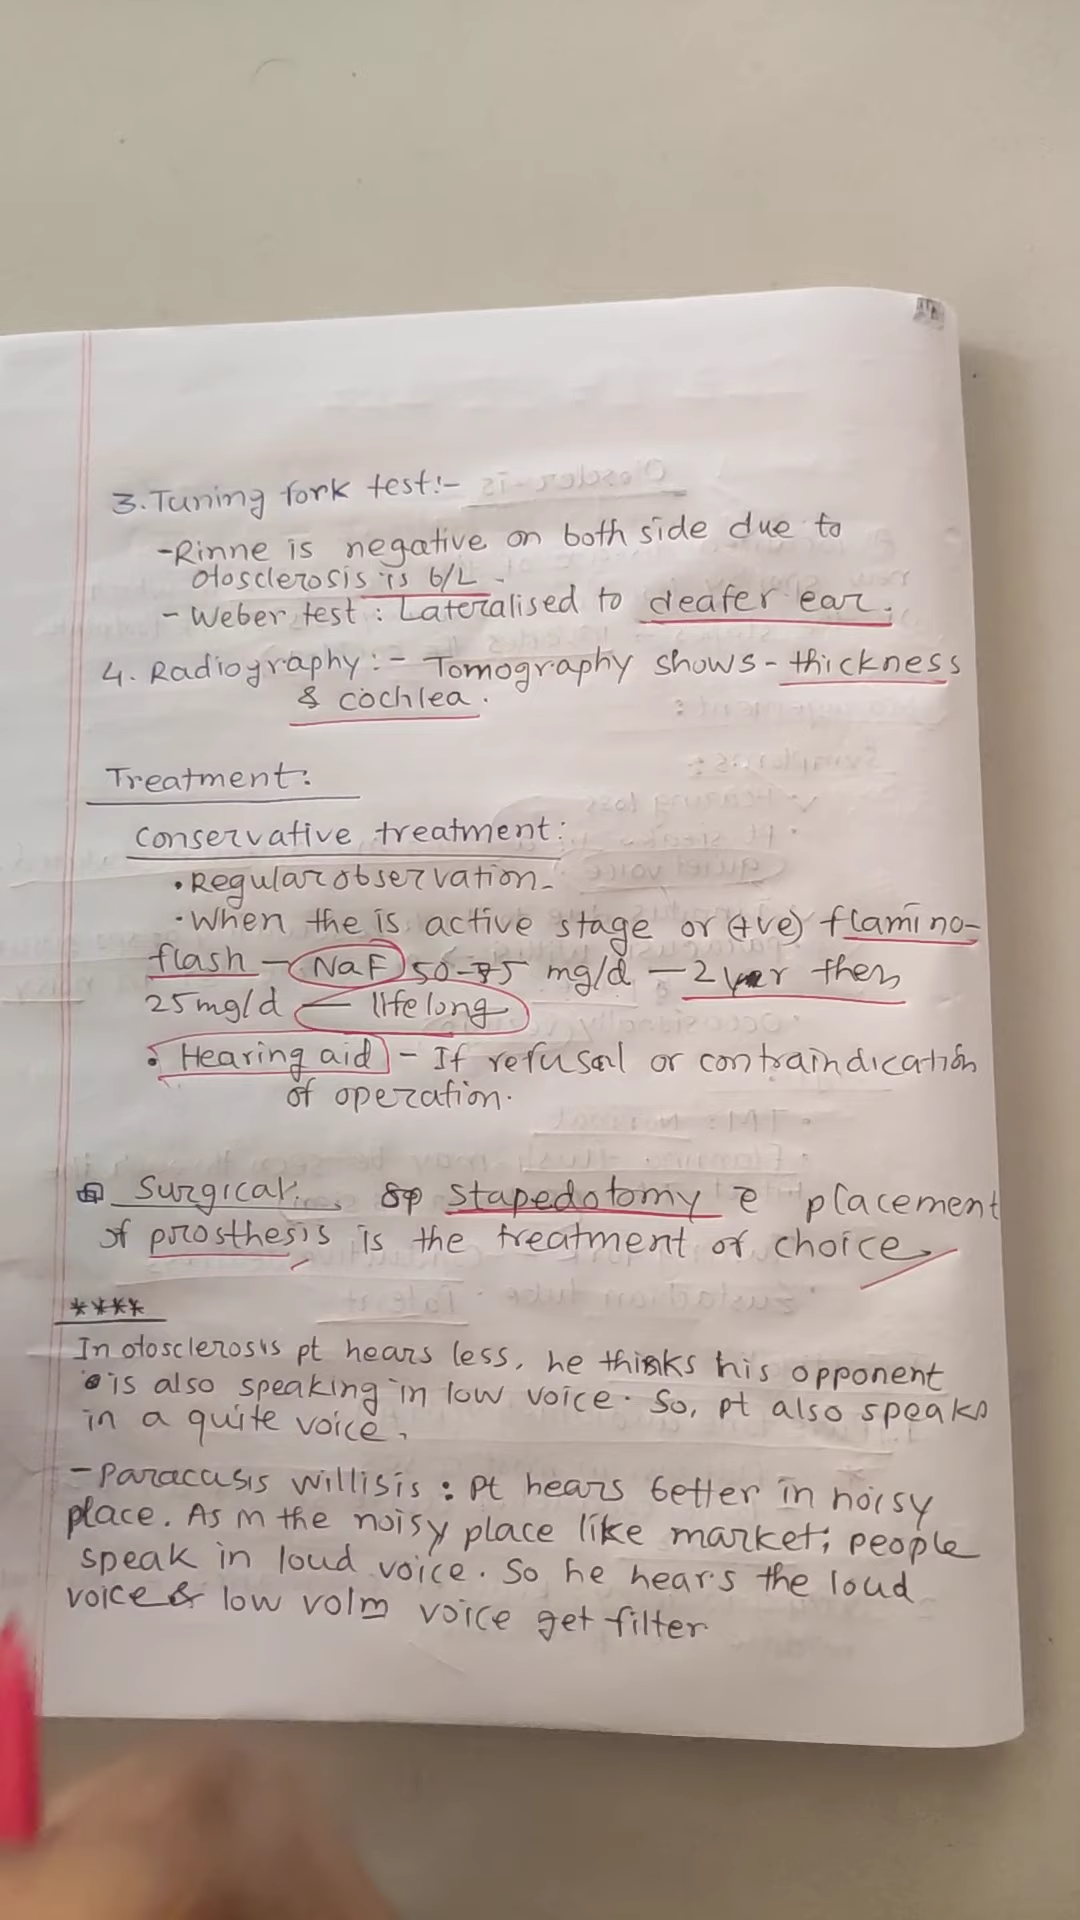 3. Tuning fork test:-
-Rinne is negative on both side due to
otosclerosis is b/L.
- Weber test : Lateralised to deafer ear.
4. Radiography:- Tomography shows - thickness
& cochlea.
Treatment:
Conservative treatment:
• Regular observation.
• When the is active stage or (+ve) flamino-
flash - NaF 50-75 mg/d - 2 yer then
25mg/d - lifelong
• Hearing aid - If refusal or contraindication
of operation.
Surgical. Stapedotomy c̄ placement
of prosthesis is the treatment of choice
****
In otosclerosis pt hears less, he thinks his opponent
is also speaking in low voice. So, pt also speaks
in a quite voice.
- Paracusis willisis : Pt hears better in noisy
place. As in the noisy place like market; people
speak in loud voice. So he hears the loud
voice & low volm voice get filter